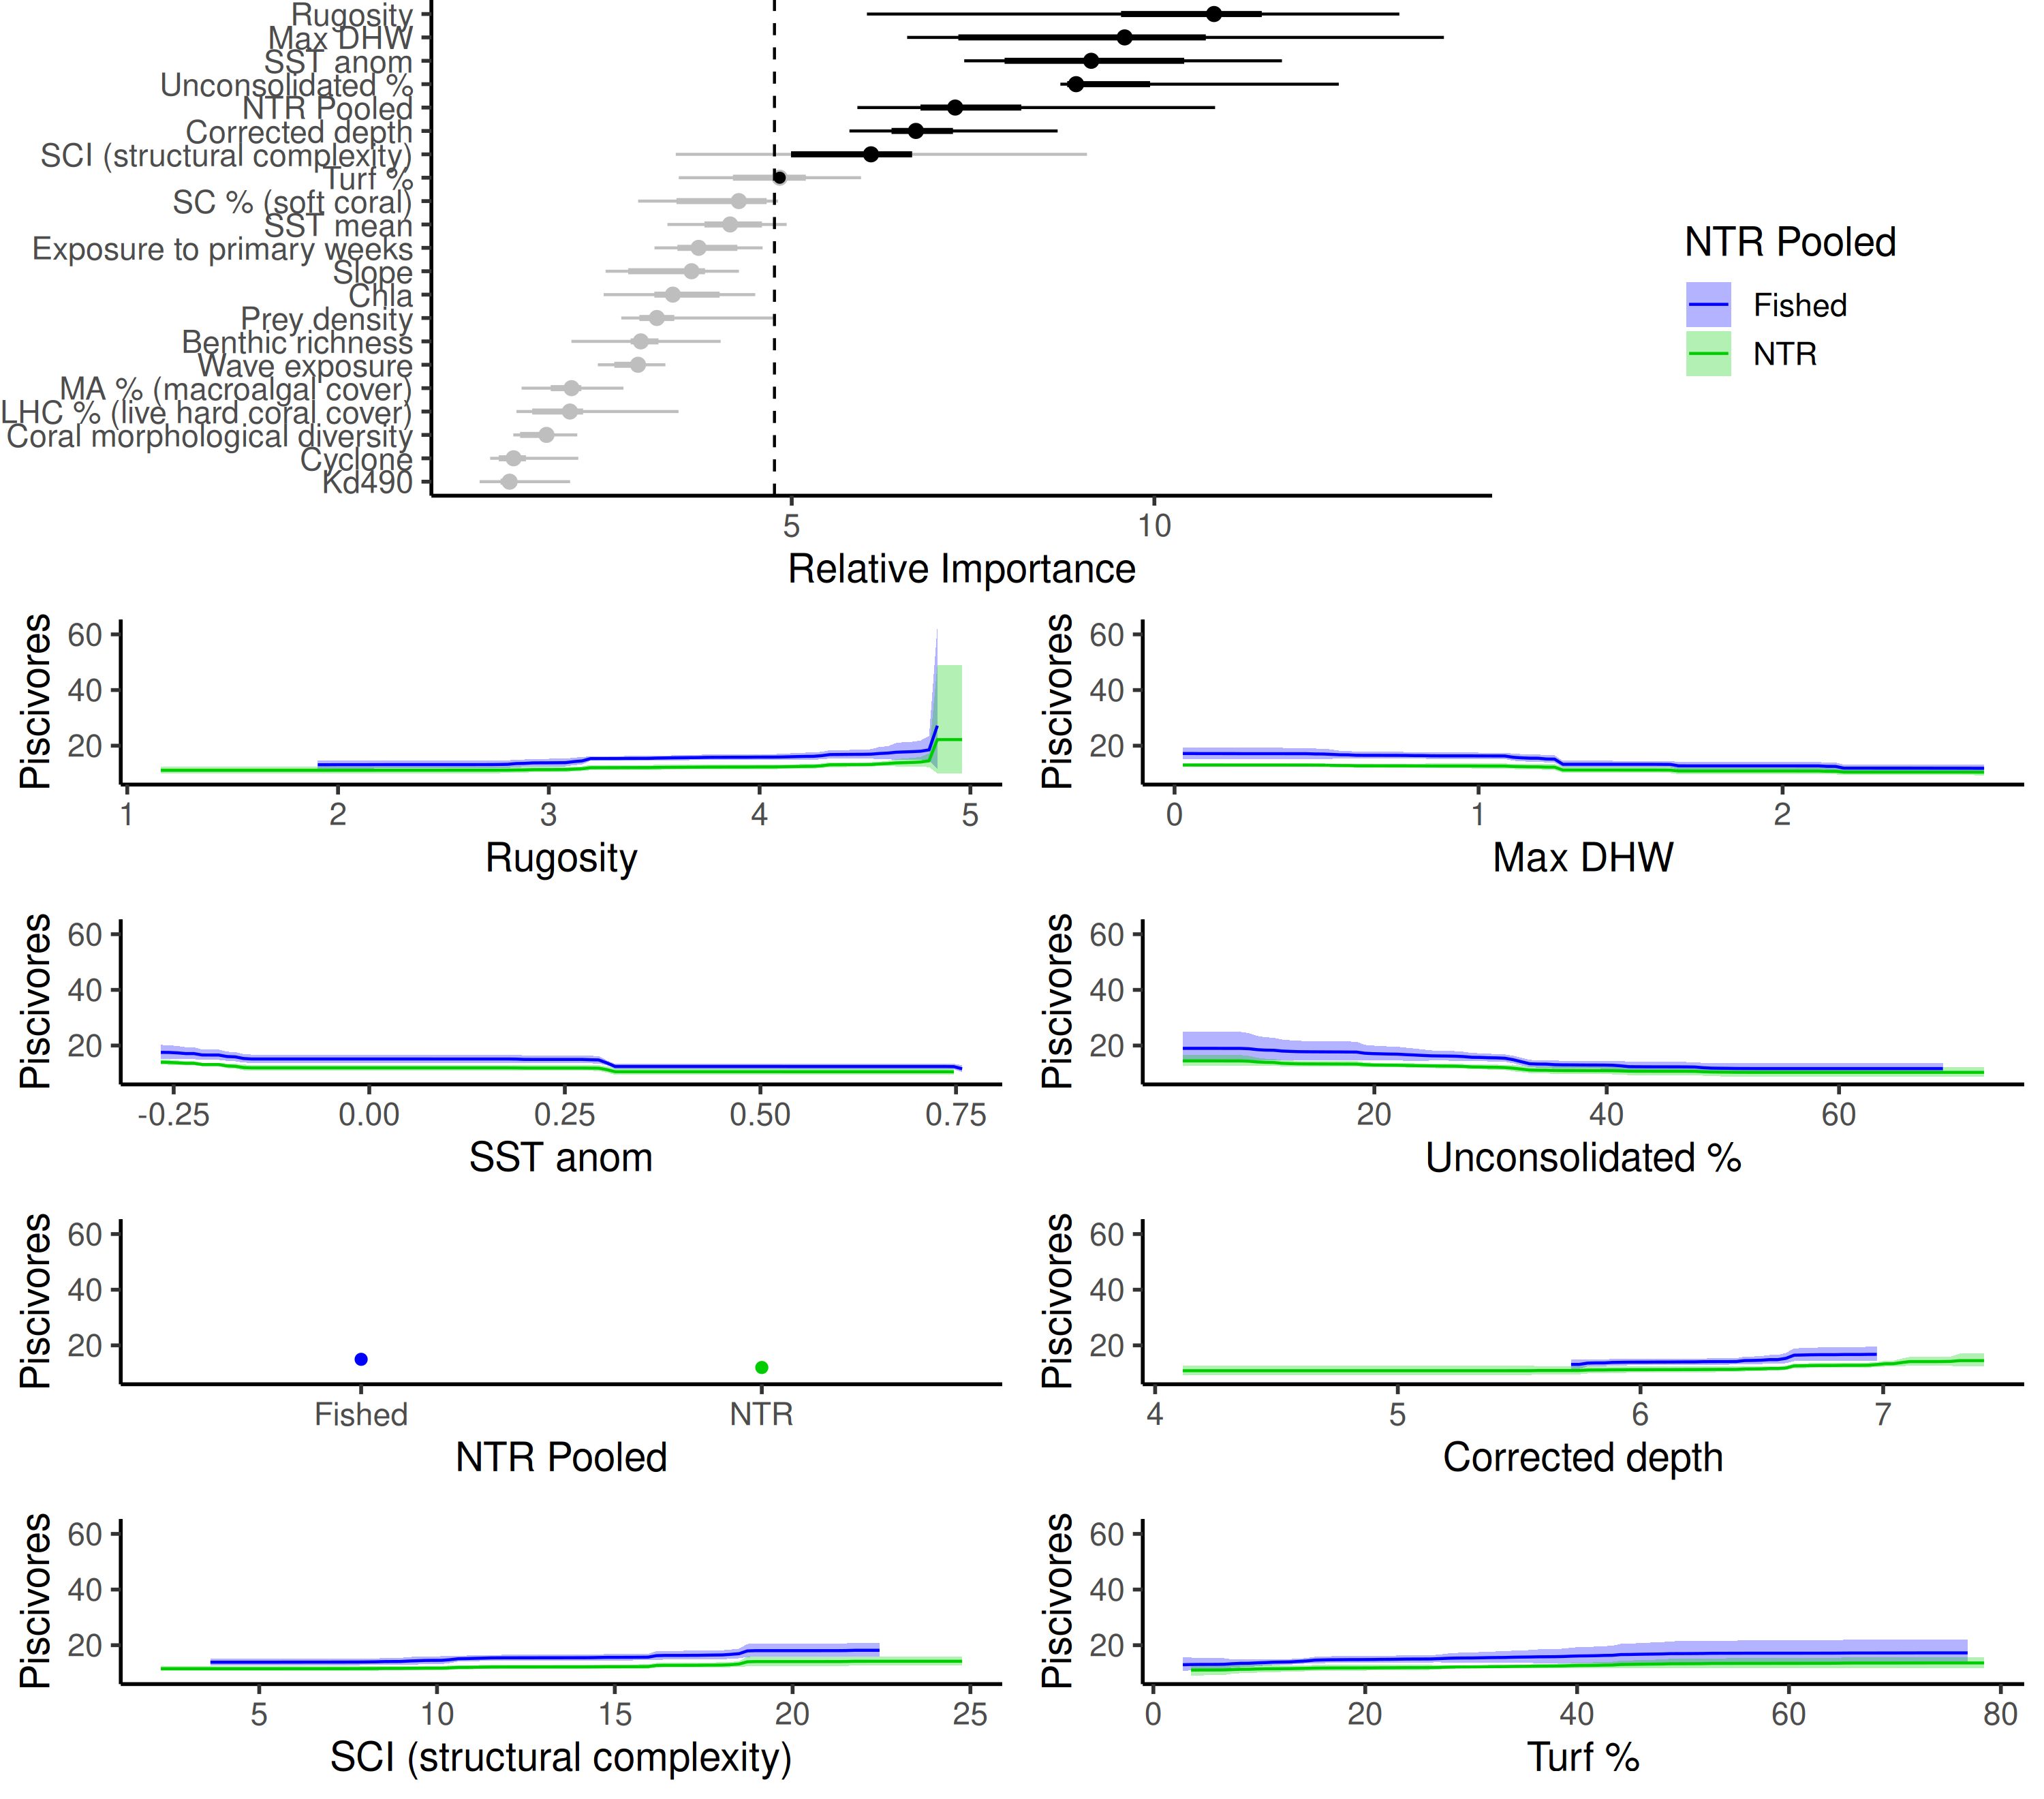 Rugosity
Max DHW
SST anom
Unconsolidated %
NTR Pooled
Corrected depth
SCI (structural complexity)
Turf %
SC % (soft coral)
SST mean
Exposure to primary weeks
Slope
Chla
Prey density
Benthic richness
Wave exposure
MA % (macroalgal cover)
LHC % (live hard coral cover)
Coral morphological diversity
Cyclone
Kd490
5 10
Relative Importance
NTR Pooled
Fished
NTR
Piscivores
60
40
20
1 2 3 4 5
Rugosity
Piscivores
60
40
20
0 1 2
Max DHW
Piscivores
60
40
20
-0.25 0.00 0.25 0.50 0.75
SST anom
Piscivores
60
40
20
20 40 60
Unconsolidated %
Piscivores
60
40
20
Fished NTR
NTR Pooled
Piscivores
60
40
20
4 5 6 7
Corrected depth
Piscivores
60
40
20
5 10 15 20 25
SCI (structural complexity)
Piscivores
60
40
20
0 20 40 60 80
Turf %